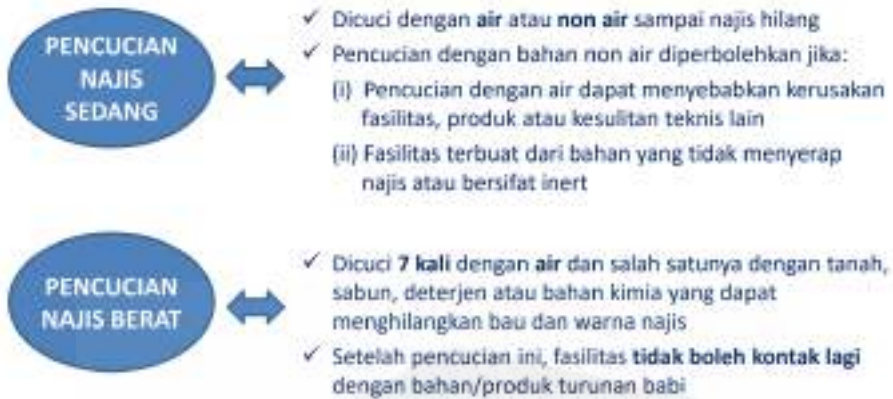 PENCUCIAN
NAJIS
SEDANG
✓ Dicuci dengan air atau non air sampai najis hilang
✓ Pencucian dengan bahan non air diperbolehkan jika:
(i) Pencucian dengan air dapat menyebabkan kerusakan
fasilitas, produk atau kesulitan teknis lain
(ii) Fasilitas terbuat dari bahan yang tidak menyerap
najis atau bersifat inert
PENCUCIAN
NAJIS BERAT
✓ Dicuci 7 kali dengan air dan salah satunya dengan tanah,
sabun, deterjen atau bahan kimia yang dapat
menghilangkan bau dan warna najis
✓ Setelah pencucian ini, fasilitas tidak boleh kontak lagi
dengan bahan/produk turunan babi